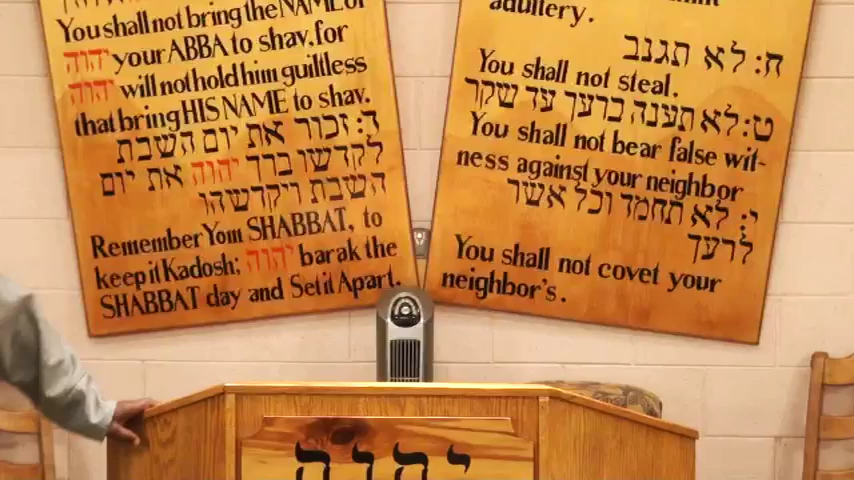 You shall not bring the NAME of
יהוה your ABBA to shav, for
יהוה will not hold him guiltless
that bring HIS NAME to shav.
ד: זכור את יום השבת
לקדשו ברך יהוה את יום
השבת ויקדשהו
Remember Yom SHABBAT, to
keep it Kadosh; יהוה barak the
SHABBAT day and Set it Apart.
adultery.
ח: לא תגנב
You shall not steal.
ט: לא תענה ברעך עד שקר
You shall not bear false wit-
ness against your neighbor
י: לא תחמד וכל אשר
לרעך
You shall not covet your
neighbor's.
יהוה